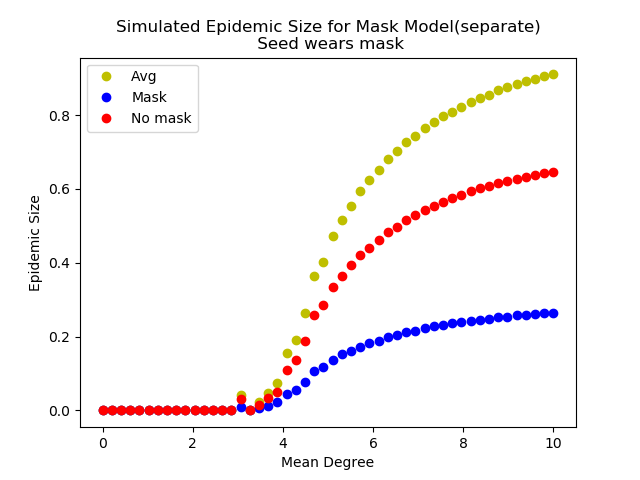 Simulated Epidemic Size for Mask Model(separate)
Seed wears mask
Avg
Mask
No mask
Epidemic Size
0.8
0.6
0.4
0.2
0.0
0 2 4 6 8 10
Mean Degree